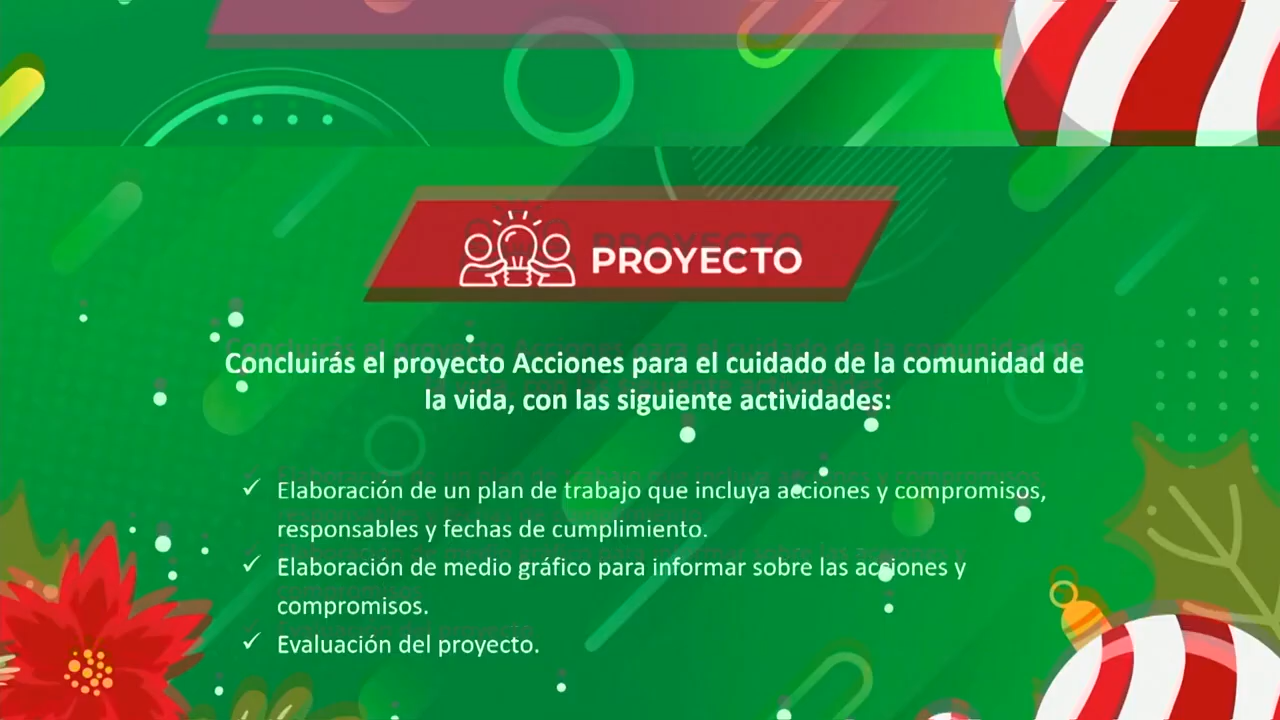 PROYECTO
Concluirás el proyecto Acciones para el cuidado de la comunidad de
la vida, con las siguiente actividades:
✓ Elaboración de un plan de trabajo que incluya acciones y compromisos,
responsables y fechas de cumplimiento.
✓ Elaboración de medio gráfico para informar sobre las acciones y
compromisos.
✓ Evaluación del proyecto.